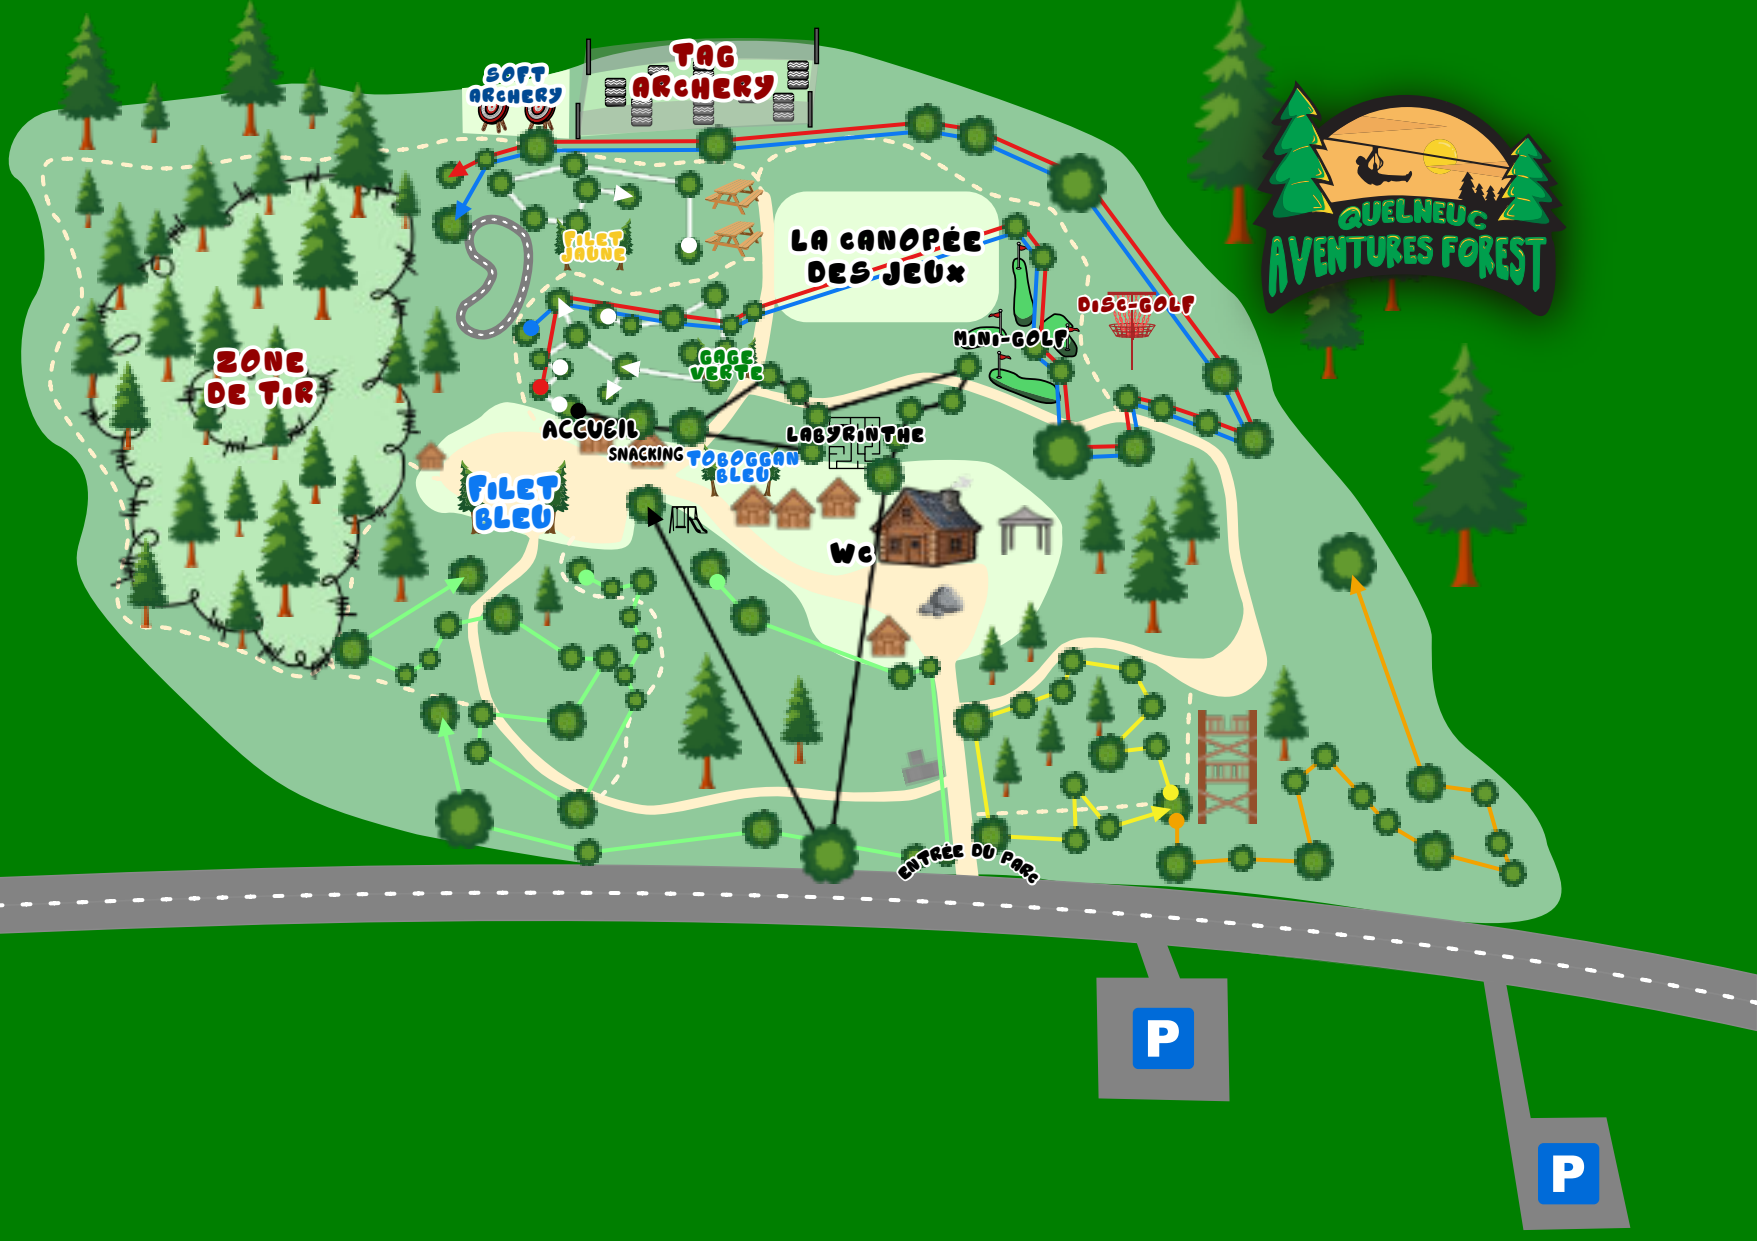 SOFT
ARCHERY
TAG
ARCHERY
QUELNEUC
AVENTURES FOREST
FILET
JAUNE
LA CANOPÉE
DES JEUX
DISC-GOLF
MINI-GOLF
ZONE
DE TIR
GAGE
VERTE
ACCUEIL
SNACKING
LABYRINTHE
TOBOGGAN
BLEU
FILET
BLEU
WC
ENTRÉE DU PARC
P
P